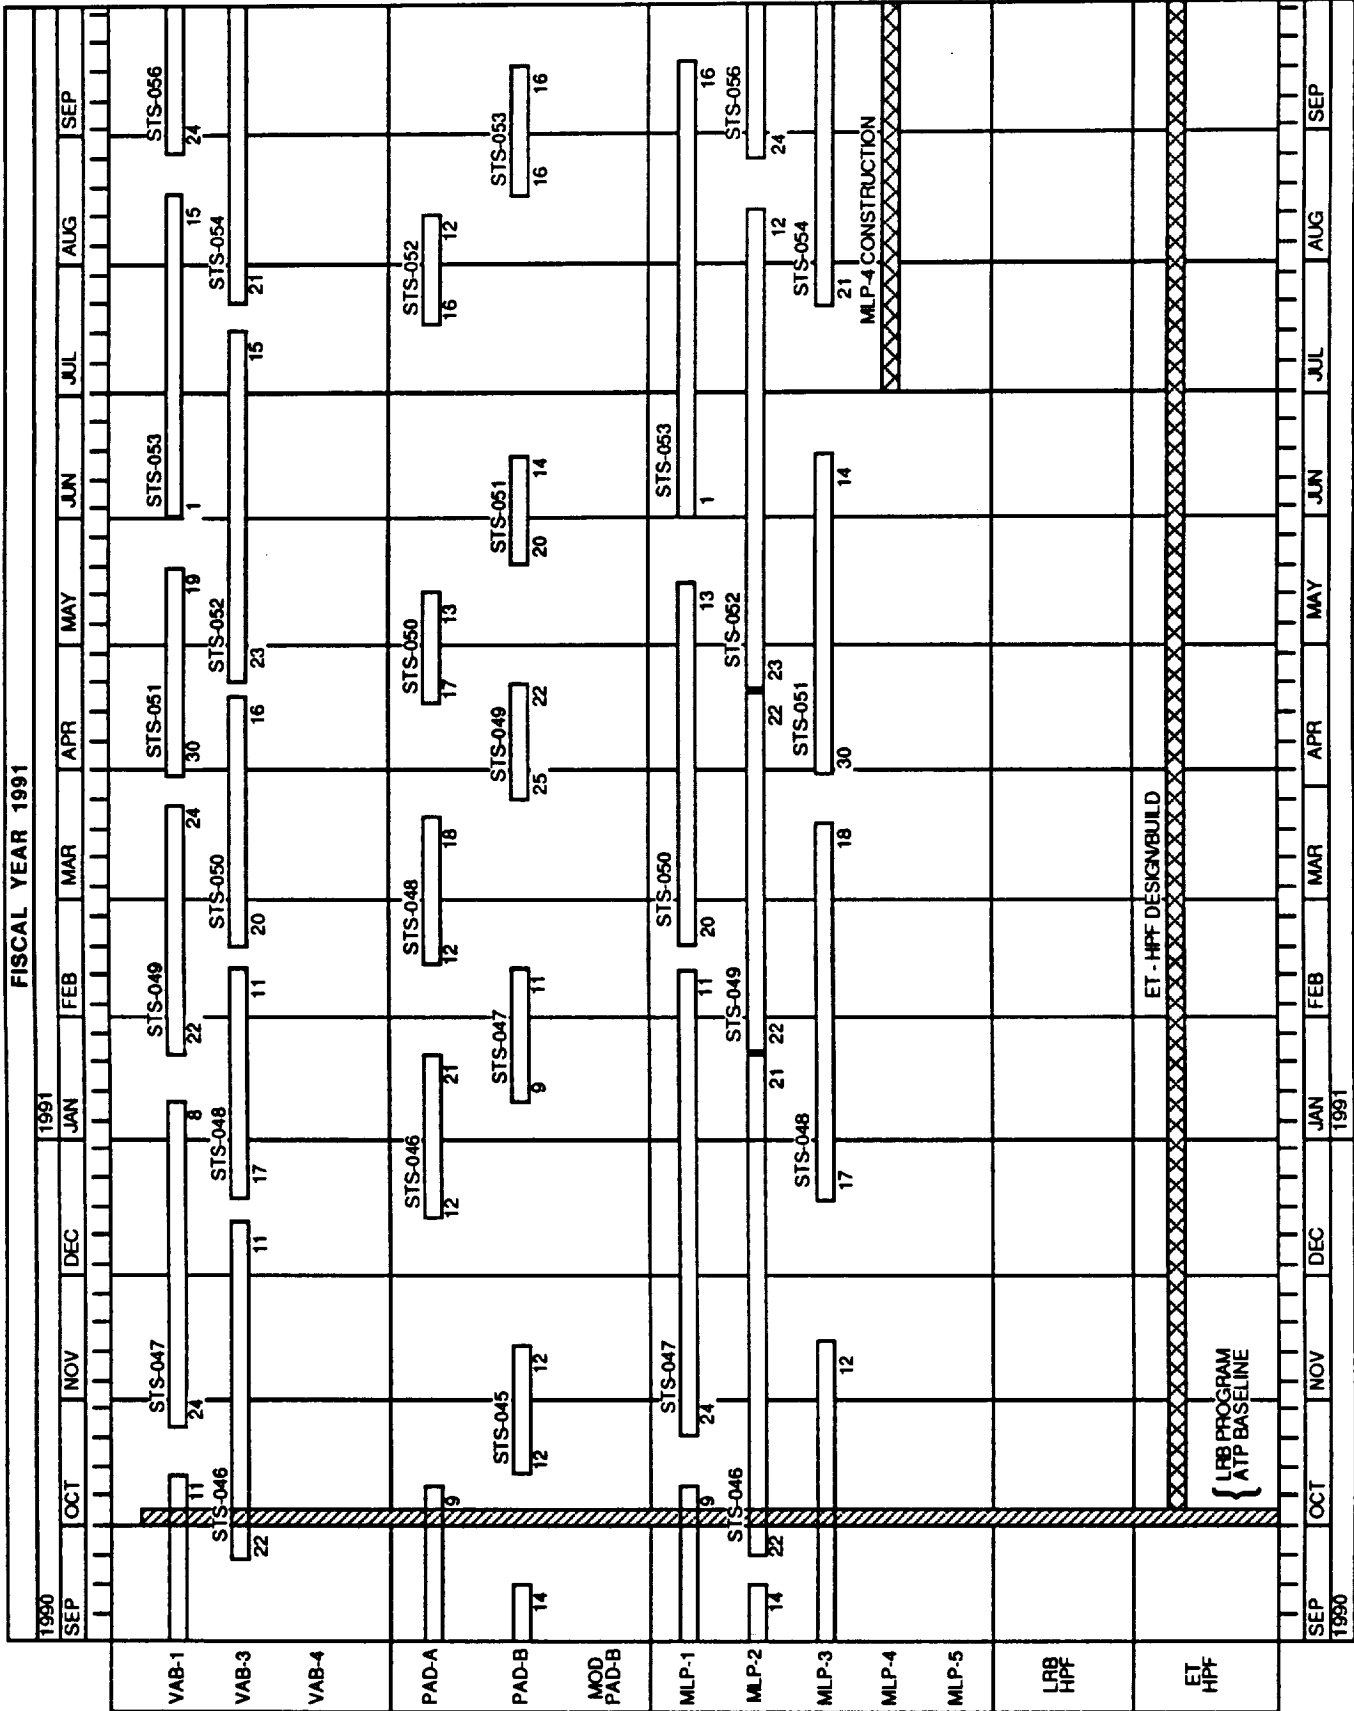 FISCAL YEAR 1991
1990 1991
SEP OCT NOV DEC JAN FEB MAR APR MAY JUN JUL AUG SEP
VAB-1
11
STS-047
24 8
STS-049
22 24
STS-051
30 19
STS-053
1 15
STS-056
24
VAB-3
STS-046
22 11
STS-048
17 11
STS-050
20 16
STS-052
23 15
STS-054
21
VAB-4
PAD-A
9
STS-046
12 21
STS-048
12 18
STS-050
17 13
STS-052
16 12
PAD-B
14
STS-045
12 12
STS-047
9 11
STS-049
25 22
STS-051
20 14
STS-053
16 16
MOD
PAD-B
MLP-1
9
STS-047
24 11
STS-050
20 13
STS-053
1 16
MLP-2
14
STS-046
22 21
STS-049
22 22
STS-052
23 12
STS-056
24
MLP-3
12
STS-048
17 18
STS-051
30 14
STS-054
21
MLP-4
MLP-4 CONSTRUCTION
MLP-5
LRB
HPF
ET
HPF
ET - HPF DESIGN/BUILD
{ LRB PROGRAM
ATP BASELINE
SEP OCT NOV DEC JAN FEB MAR APR MAY JUN JUL AUG SEP
1990 1991